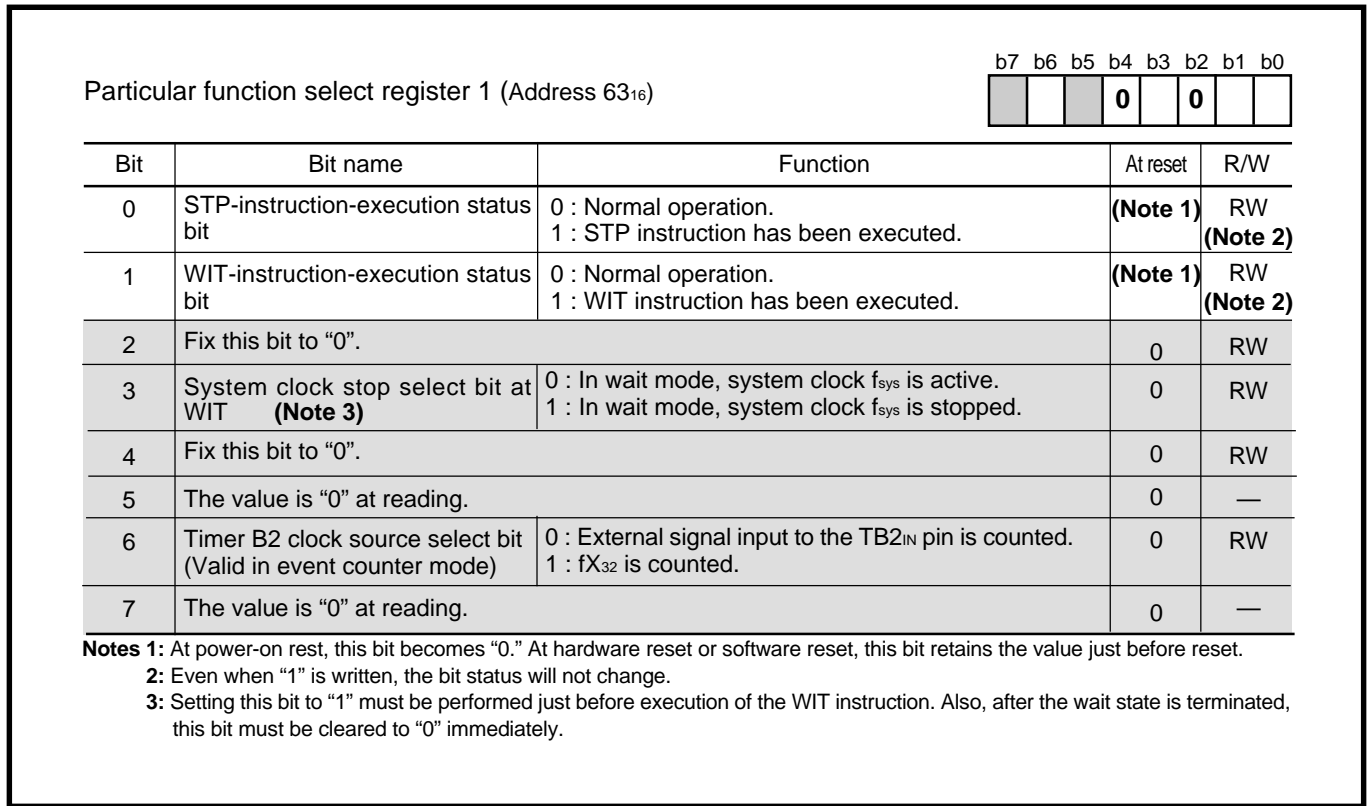 b7 b6 b5 b4 b3 b2 b1 b0
Particular function select register 1 (Address 63₁₆)
0 0
Bit Bit name Function At reset R/W
0 STP-instruction-execution status bit 0 : Normal operation. (Note 1) RW
1 : STP instruction has been executed. (Note 2)
1 WIT-instruction-execution status bit 0 : Normal operation. (Note 1) RW
1 : WIT instruction has been executed. (Note 2)
2 Fix this bit to “0”. 0 RW
3 System clock stop select bit at 0 : In wait mode, system clock fsys is active. 0 RW
WIT (Note 3) 1 : In wait mode, system clock fsys is stopped.
4 Fix this bit to “0”. 0 RW
5 The value is “0” at reading. 0 —
6 Timer B2 clock source select bit 0 : External signal input to the TB2IN pin is counted. 0 RW
(Valid in event counter mode) 1 : fX₃₂ is counted.
7 The value is “0” at reading. 0 —
Notes 1: At power-on rest, this bit becomes “0.” At hardware reset or software reset, this bit retains the value just before reset.
2: Even when “1” is written, the bit status will not change.
3: Setting this bit to “1” must be performed just before execution of the WIT instruction. Also, after the wait state is terminated,
this bit must be cleared to “0” immediately.